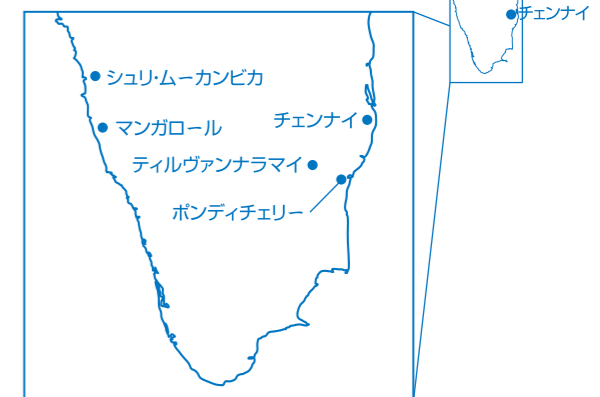 チェンナイ
シュリ・ムーカンビカ
マンガロール
チェンナイ
ティルヴァンナラマイ
ポンディチェリー